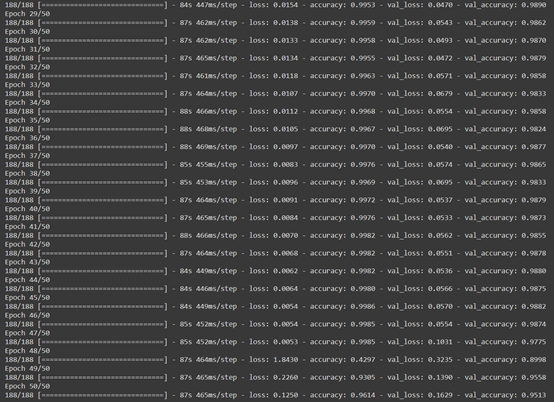 188/188 [==============================] - 84s 447ms/step - loss: 0.0154 - accuracy: 0.9953 - val_loss: 0.0470 - val_accuracy: 0.9890
Epoch 29/50
188/188 [==============================] - 87s 462ms/step - loss: 0.0138 - accuracy: 0.9959 - val_loss: 0.0543 - val_accuracy: 0.9862
Epoch 30/50
188/188 [==============================] - 87s 462ms/step - loss: 0.0133 - accuracy: 0.9958 - val_loss: 0.0493 - val_accuracy: 0.9870
Epoch 31/50
188/188 [==============================] - 87s 465ms/step - loss: 0.0134 - accuracy: 0.9955 - val_loss: 0.0472 - val_accuracy: 0.9879
Epoch 32/50
188/188 [==============================] - 87s 461ms/step - loss: 0.0118 - accuracy: 0.9963 - val_loss: 0.0571 - val_accuracy: 0.9858
Epoch 33/50
188/188 [==============================] - 87s 464ms/step - loss: 0.0107 - accuracy: 0.9970 - val_loss: 0.0679 - val_accuracy: 0.9833
Epoch 34/50
188/188 [==============================] - 88s 466ms/step - loss: 0.0112 - accuracy: 0.9968 - val_loss: 0.0554 - val_accuracy: 0.9858
Epoch 35/50
188/188 [==============================] - 88s 468ms/step - loss: 0.0105 - accuracy: 0.9967 - val_loss: 0.0695 - val_accuracy: 0.9824
Epoch 36/50
188/188 [==============================] - 88s 469ms/step - loss: 0.0097 - accuracy: 0.9970 - val_loss: 0.0540 - val_accuracy: 0.9877
Epoch 37/50
188/188 [==============================] - 85s 455ms/step - loss: 0.0083 - accuracy: 0.9976 - val_loss: 0.0574 - val_accuracy: 0.9865
Epoch 38/50
188/188 [==============================] - 85s 453ms/step - loss: 0.0096 - accuracy: 0.9969 - val_loss: 0.0695 - val_accuracy: 0.9833
Epoch 39/50
188/188 [==============================] - 87s 464ms/step - loss: 0.0091 - accuracy: 0.9972 - val_loss: 0.0537 - val_accuracy: 0.9879
Epoch 40/50
188/188 [==============================] - 87s 465ms/step - loss: 0.0084 - accuracy: 0.9976 - val_loss: 0.0533 - val_accuracy: 0.9873
Epoch 41/50
188/188 [==============================] - 88s 466ms/step - loss: 0.0070 - accuracy: 0.9982 - val_loss: 0.0562 - val_accuracy: 0.9855
Epoch 42/50
188/188 [==============================] - 87s 464ms/step - loss: 0.0068 - accuracy: 0.9982 - val_loss: 0.0551 - val_accuracy: 0.9878
Epoch 43/50
188/188 [==============================] - 84s 449ms/step - loss: 0.0062 - accuracy: 0.9982 - val_loss: 0.0536 - val_accuracy: 0.9880
Epoch 44/50
188/188 [==============================] - 84s 446ms/step - loss: 0.0064 - accuracy: 0.9980 - val_loss: 0.0566 - val_accuracy: 0.9875
Epoch 45/50
188/188 [==============================] - 84s 449ms/step - loss: 0.0054 - accuracy: 0.9986 - val_loss: 0.0570 - val_accuracy: 0.9882
Epoch 46/50
188/188 [==============================] - 85s 452ms/step - loss: 0.0054 - accuracy: 0.9985 - val_loss: 0.0554 - val_accuracy: 0.9874
Epoch 47/50
188/188 [==============================] - 85s 452ms/step - loss: 0.0053 - accuracy: 0.9985 - val_loss: 0.1031 - val_accuracy: 0.9775
Epoch 48/50
188/188 [==============================] - 87s 464ms/step - loss: 1.8430 - accuracy: 0.4297 - val_loss: 0.3235 - val_accuracy: 0.8998
Epoch 49/50
188/188 [==============================] - 87s 465ms/step - loss: 0.2260 - accuracy: 0.9305 - val_loss: 0.1390 - val_accuracy: 0.9558
Epoch 50/50
188/188 [==============================] - 87s 465ms/step - loss: 0.1250 - accuracy: 0.9614 - val_loss: 0.1629 - val_accuracy: 0.9513